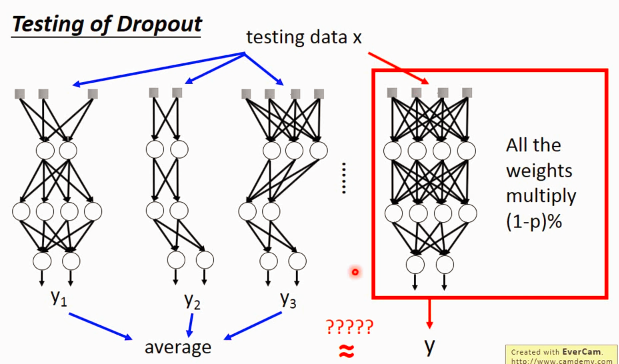 Testing of Dropout
testing data x
All the
weights
multiply
(1-p)%
......
y1
y2
y3
?????
≈
average
y
Created with EverCam.
http://www.camdemy.com